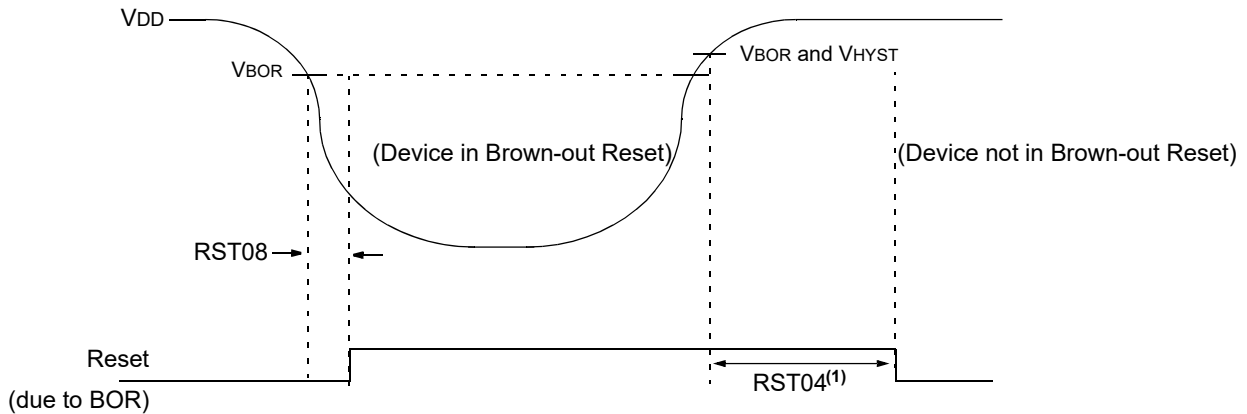 VDD
VBOR and VHYST
VBOR
(Device in Brown-out Reset)
(Device not in Brown-out Reset)
RST08
Reset
(due to BOR)
RST04(1)